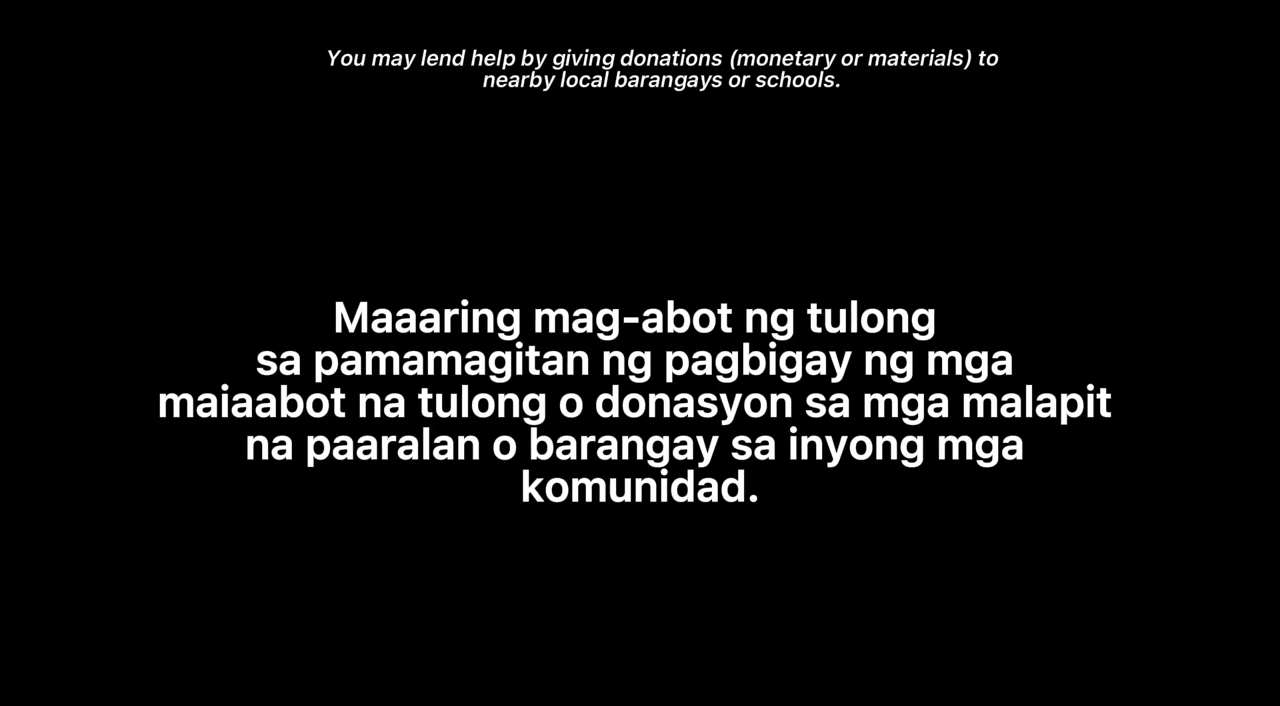 You may lend help by giving donations (monetary or materials) to
nearby local barangays or schools.
Maaaring mag-abot ng tulong
sa pamamagitan ng pagbigay ng mga
maiaabot na tulong o donasyon sa mga malapit
na paaralan o barangay sa inyong mga
komunidad.